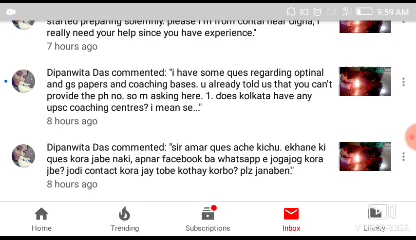 9:59 AM
started preparing solemnly. please i m from contai near digha, i
really need your help since you have experience."
7 hours ago
Dipanwita Das commented: "i have some ques regarding optinal
and gs papers and coaching bases. u already told us that you can't
provide the ph no. so m asking here. 1. does kolkata have any
upsc coaching centres? i mean se..."
8 hours ago
Dipanwita Das commented: "sir amar ques ache kichu. ekhane ki
ques kora jabe naki, apnar facebook ba whatsapp e jogajog kora
jbe? jodi contact kora jay tobe kothay korbo? plz janaben."
8 hours ago
Home
Trending
Subscriptions
Inbox